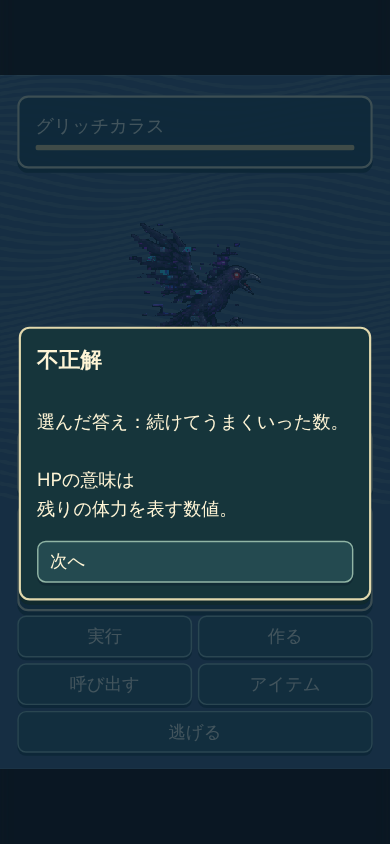 グリッチカラス
不正解
選んだ答え：続けてうまくいった数。
HPの意味は
残りの体力を表す数値。
次へ
実行
作る
呼び出す
アイテム
逃げる